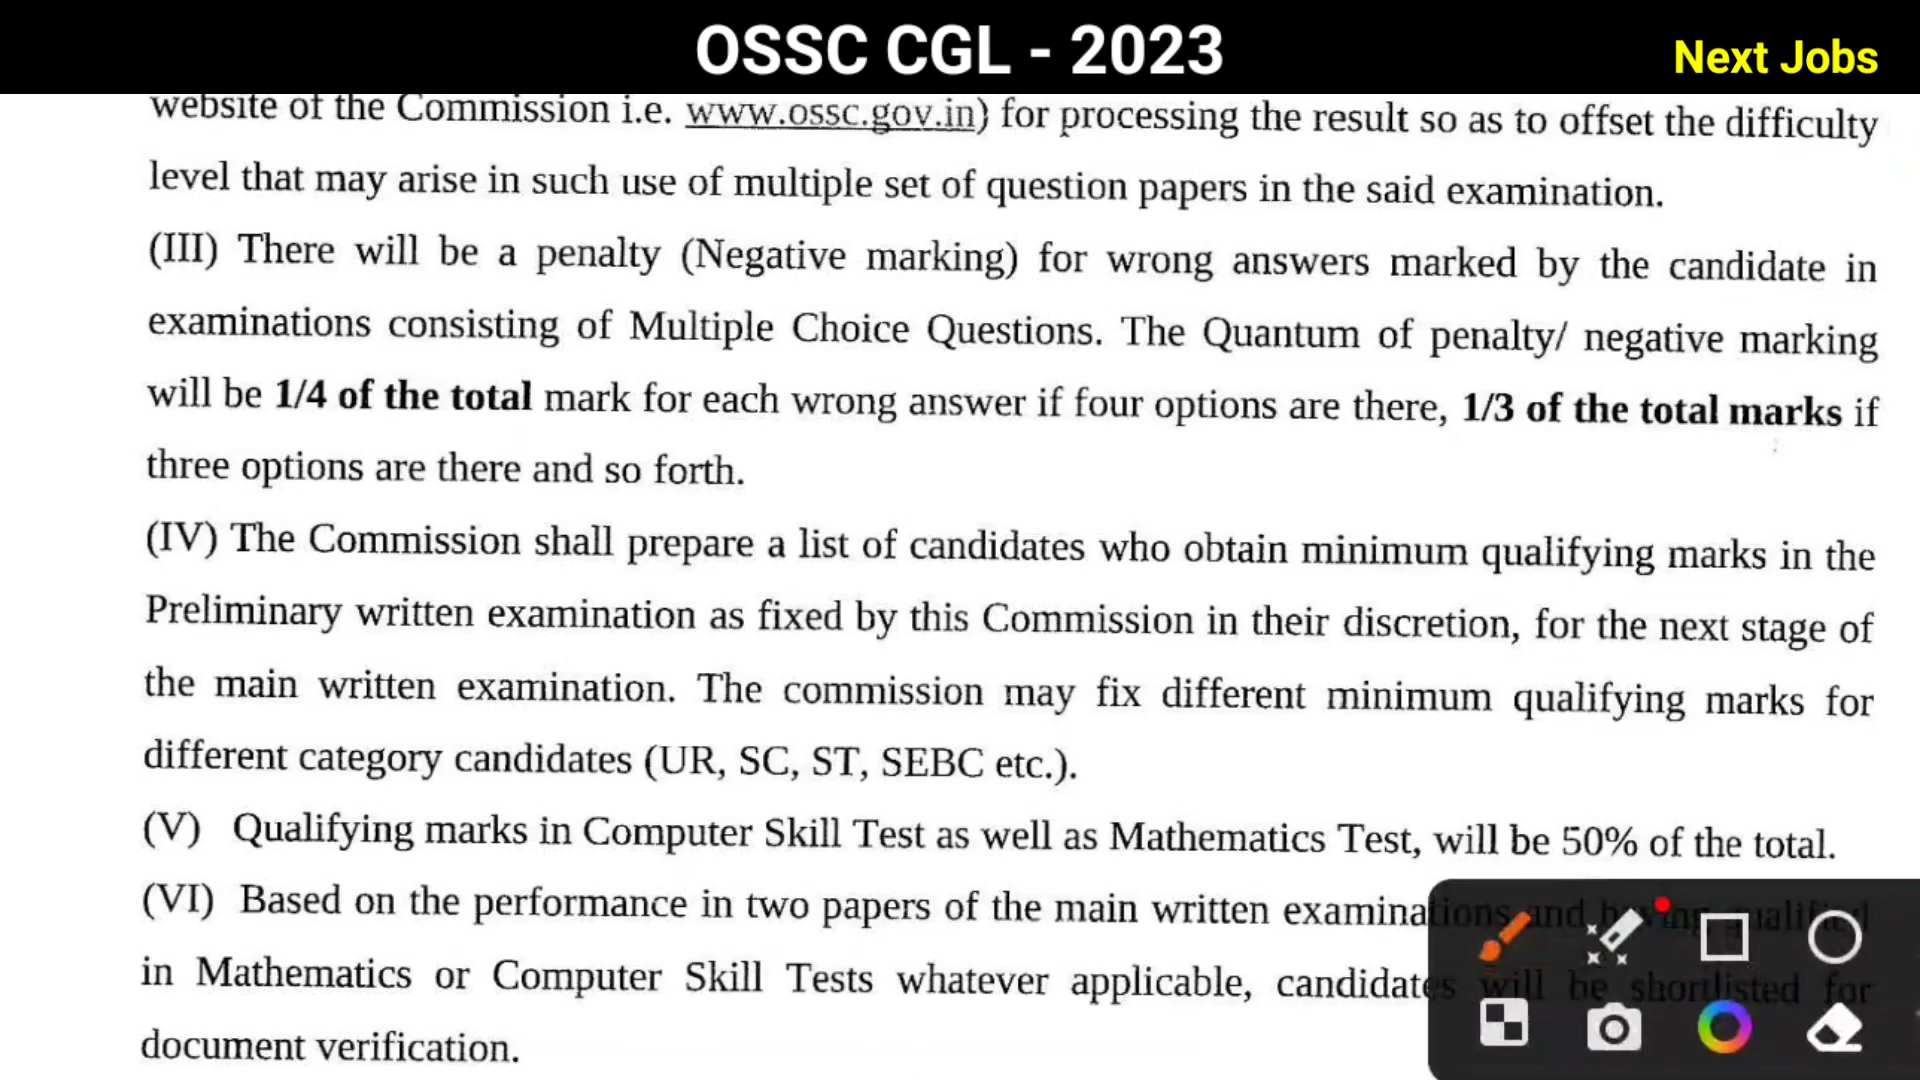 OSSC CGL - 2023
Next Jobs
website of the Commission i.e. www.ossc.gov.in) for processing the result so as to offset the difficulty
level that may arise in such use of multiple set of question papers in the said examination.
(III) There will be a penalty (Negative marking) for wrong answers marked by the candidate in
examinations consisting of Multiple Choice Questions. The Quantum of penalty/ negative marking
will be 1/4 of the total mark for each wrong answer if four options are there, 1/3 of the total marks if
three options are there and so forth.
(IV) The Commission shall prepare a list of candidates who obtain minimum qualifying marks in the
Preliminary written examination as fixed by this Commission in their discretion, for the next stage of
the main written examination. The commission may fix different minimum qualifying marks for
different category candidates (UR, SC, ST, SEBC etc.).
(V) Qualifying marks in Computer Skill Test as well as Mathematics Test, will be 50% of the total.
(VI) Based on the performance in two papers of the main written examinations and having qualified
in Mathematics or Computer Skill Tests whatever applicable, candidates will be shortlisted for
document verification.